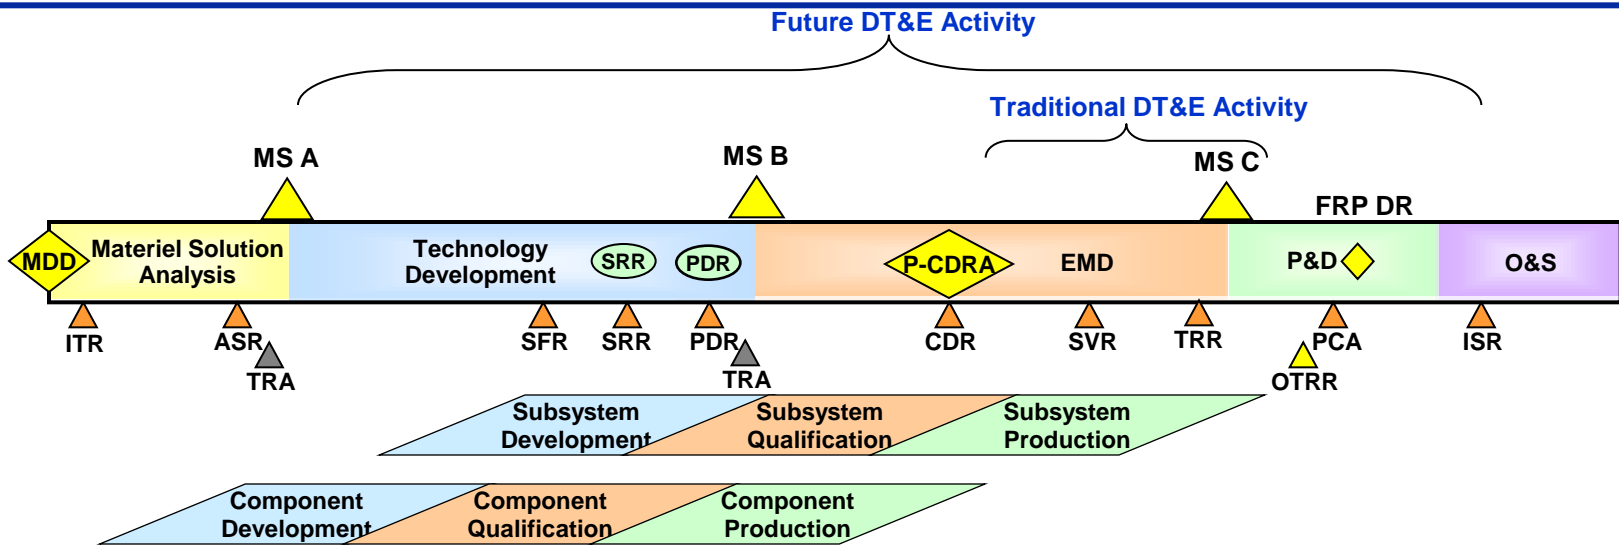 Future DT&E Activity
Traditional DT&E Activity
MS A
MS B
MS C
FRP DR
MDD
Materiel Solution
Analysis
Technology
Development
SRR
PDR
P-CDRA
EMD
P&D
O&S
ITR
ASR
TRA
SFR
SRR
PDR
TRA
CDR
SVR
TRR
OTRR
PCA
ISR
Subsystem
Development
Subsystem
Qualification
Subsystem
Production
Component
Development
Component
Qualification
Component
Production